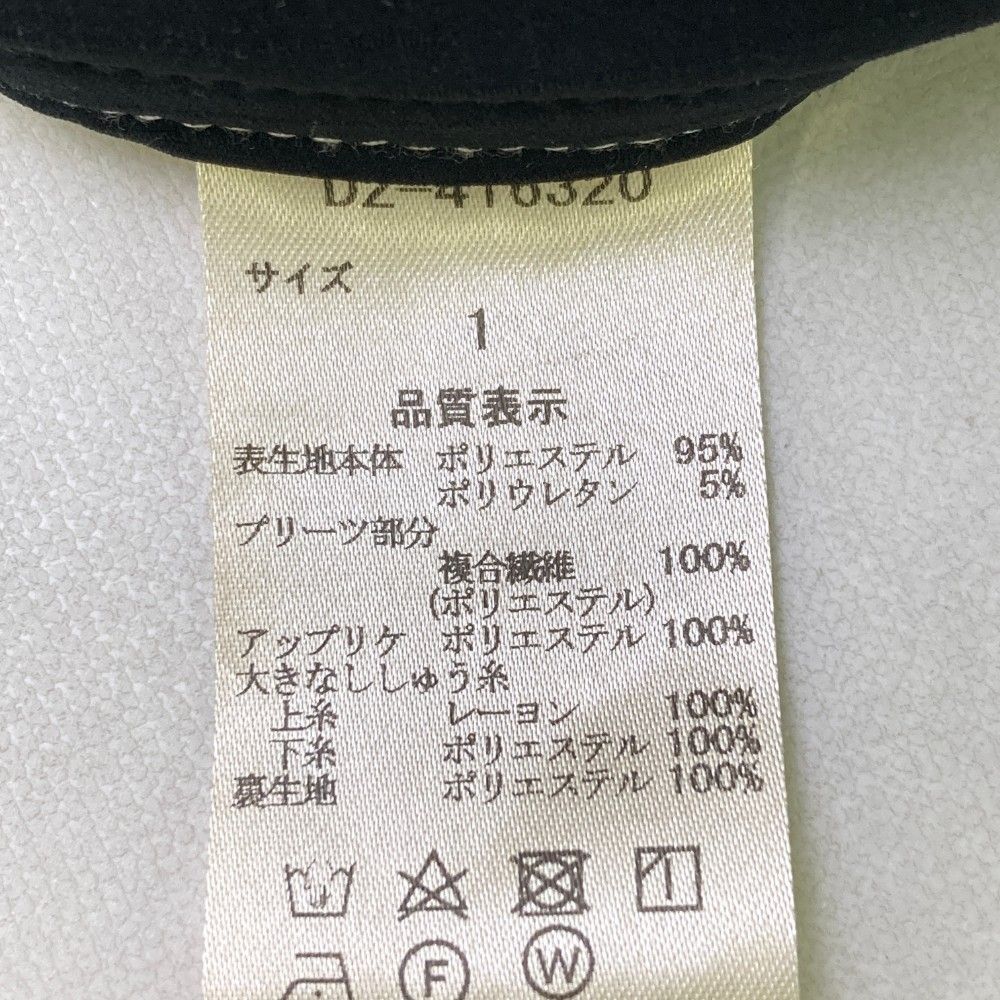 D2-416320
サイズ
1
品質表示
表生地本体 ポリエステル 95%
ポリウレタン 5%
プリーツ部分
複合繊維 100%
(ポリエステル)
アップリケ ポリエステル 100%
大きなししゅう糸
上糸 レーヨン 100%
下糸 ポリエステル 100%
裏生地 ポリエステル 100%
F W